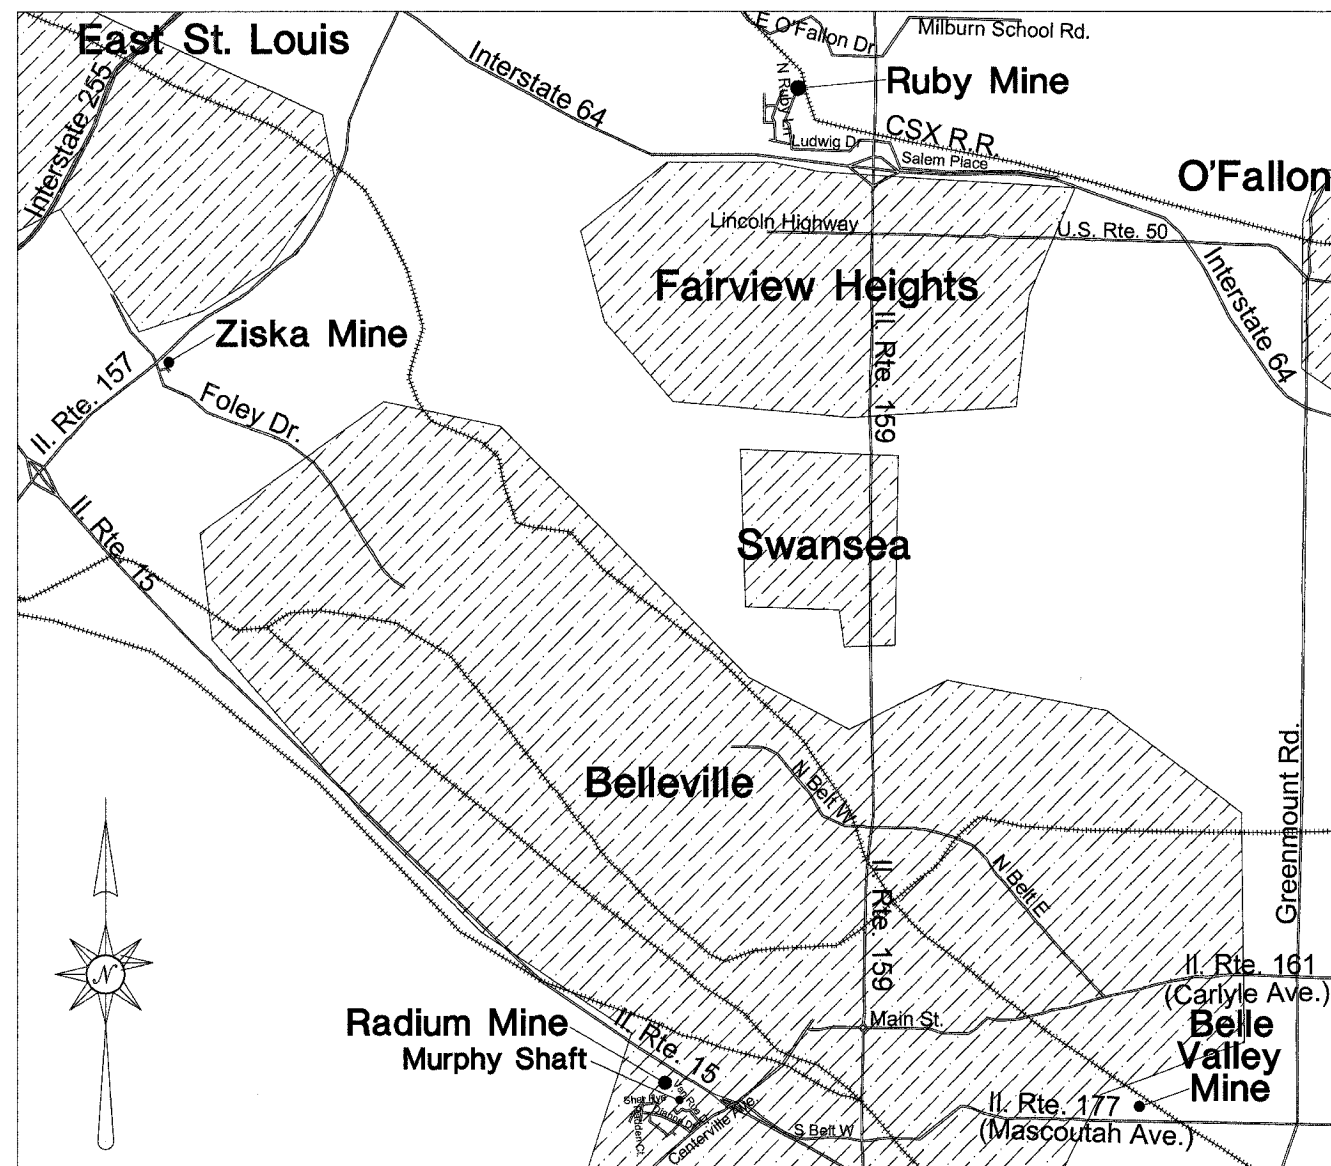 East St. Louis
Interstate 255
Interstate 64
E O'Fallon Dr
Milburn School Rd.
N Ruby Ln
Ruby Mine
CSX R.R.
Ludwig D
Salem Place
O'Fallon
Lincoln Highway
U.S. Rte. 50
Fairview Heights
Interstate 64
Il. Rte. 159
Ziska Mine
Il. Rte. 157
Foley Dr.
Il. Rte. 15
Swansea
Belleville
N Belt W
Greenmount Rd.
N Belt E
Il. Rte. 159
N
Il. Rte. 161
(Carlyle Ave.)
Main St.
Belle
Valley
Mine
Radium Mine
Murphy Shaft
Il. Rte. 15
Centerville Ave.
S Belt W
Il. Rte. 177
(Mascoutah Ave.)